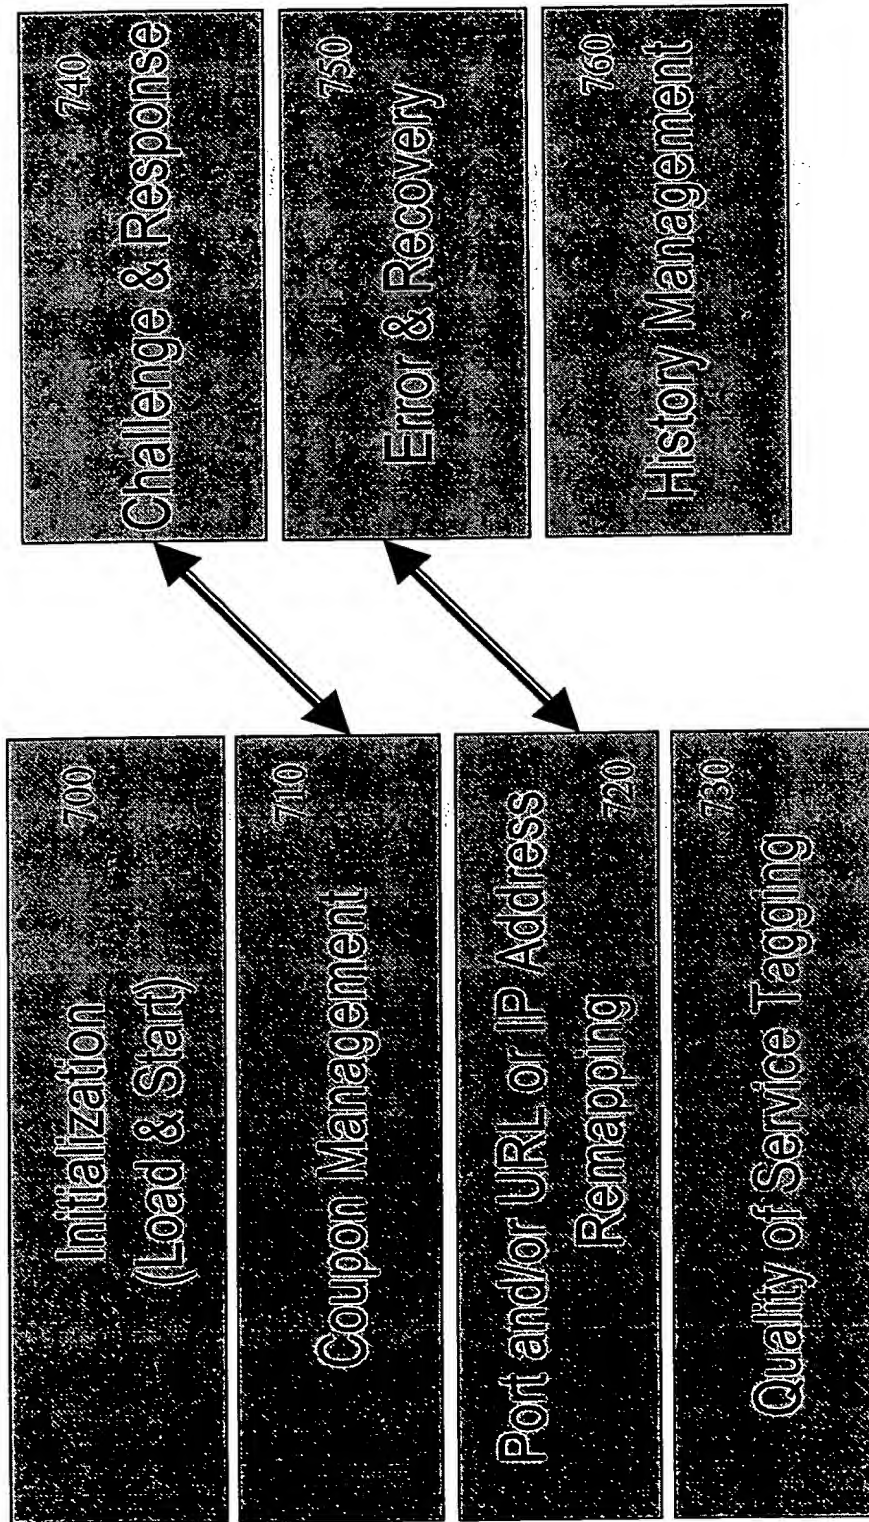 Initialization
(Load & Start)
700
Coupon Management
710
Port and/or URL or IP Address
Remapping
720
Quality of Service Tagging
730
Challenge & Response
740
Error & Recovery
750
History Management
760